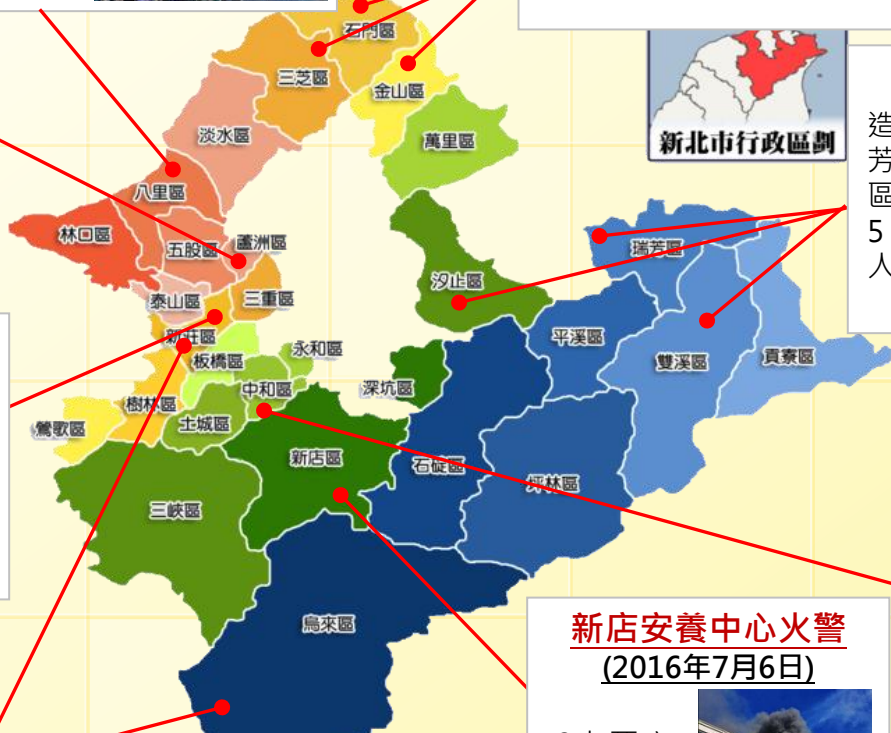 石門區
三芝區
金山區
淡水區
萬里區
新北市行政區劃
造
芳
區
5
人
八里區
林口區
五股區
蘆洲區
瑞芳區
汐止區
泰山區
三重區
新莊區
板橋區
永和區
平溪區
雙溪區
貢寮區
深坑區
中和區
樹林區
土城區
鶯歌區
新店區
石碇區
坪林區
三峽區
烏來區
新店安養中心火警
(2016年7月6日)